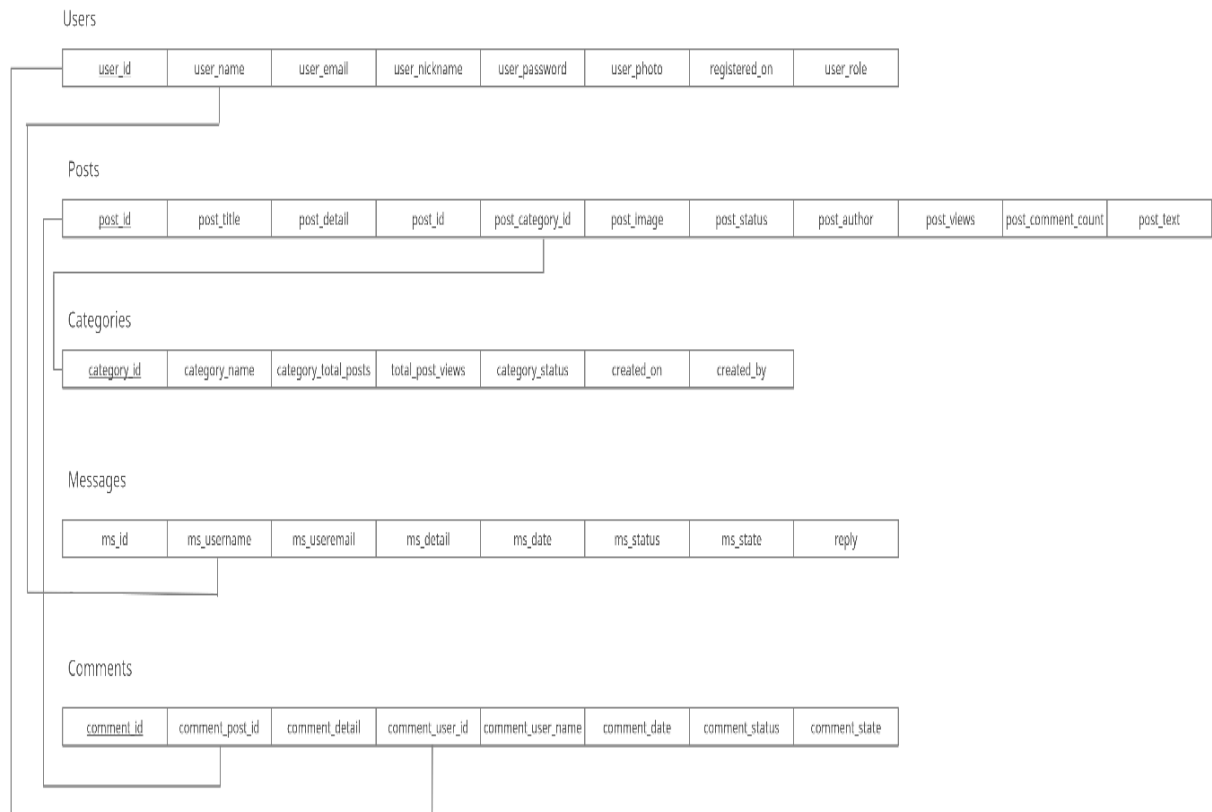 Users
user_id user_name user_email user_nickname user_password user_photo registered_on user_role
Posts
post_id post_title post_detail post_id post_category_id post_image post_status post_author post_views post_comment_count post_text
Categories
category_id category_name category_total_posts total_post_views category_status created_on created_by
Messages
ms_id ms_username ms_useremail ms_detail ms_date ms_status ms_state reply
Comments
comment_id comment_post_id comment_detail comment_user_id comment_user_name comment_date comment_status comment_state